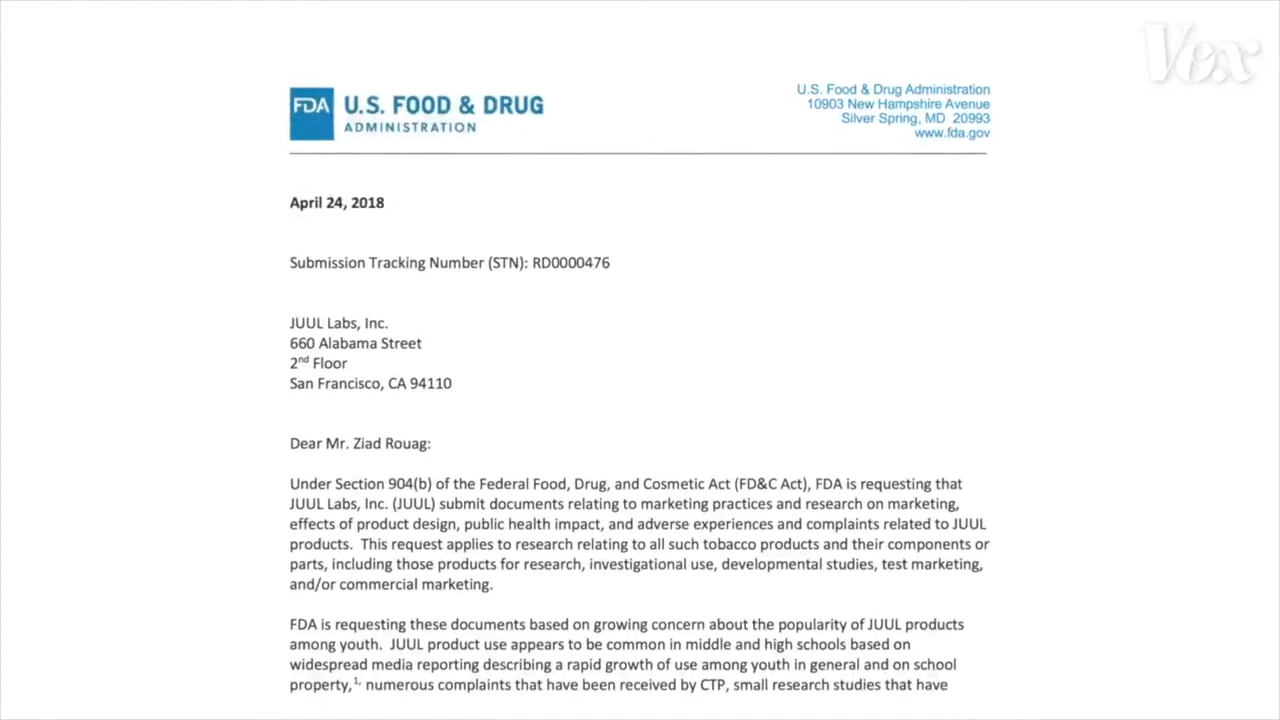 Vox
FDA
U.S. FOOD & DRUG
ADMINISTRATION
U.S. Food & Drug Administration
10903 New Hampshire Avenue
Silver Spring, MD 20993
www.fda.gov
April 24, 2018
Submission Tracking Number (STN): RD0000476
JUUL Labs, Inc.
660 Alabama Street
2nd Floor
San Francisco, CA 94110
Dear Mr. Ziad Rouag:
Under Section 904(b) of the Federal Food, Drug, and Cosmetic Act (FD&C Act), FDA is requesting that
JUUL Labs, Inc. (JUUL) submit documents relating to marketing practices and research on marketing,
effects of product design, public health impact, and adverse experiences and complaints related to JUUL
products. This request applies to research relating to all such tobacco products and their components or
parts, including those products for research, investigational use, developmental studies, test marketing,
and/or commercial marketing.
FDA is requesting these documents based on growing concern about the popularity of JUUL products
among youth. JUUL product use appears to be common in middle and high schools based on
widespread media reporting describing a rapid growth of use among youth in general and on school
property,1, numerous complaints that have been received by CTP, small research studies that have